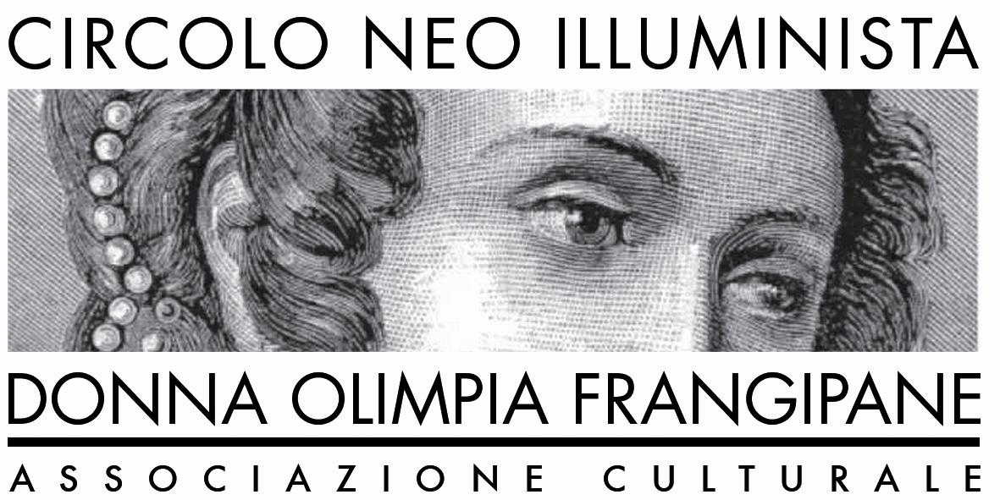 CIRCOLO NEO ILLUMINISTA
DONNA OLIMPIA FRANGIPANE
ASSOCIAZIONE CULTURALE